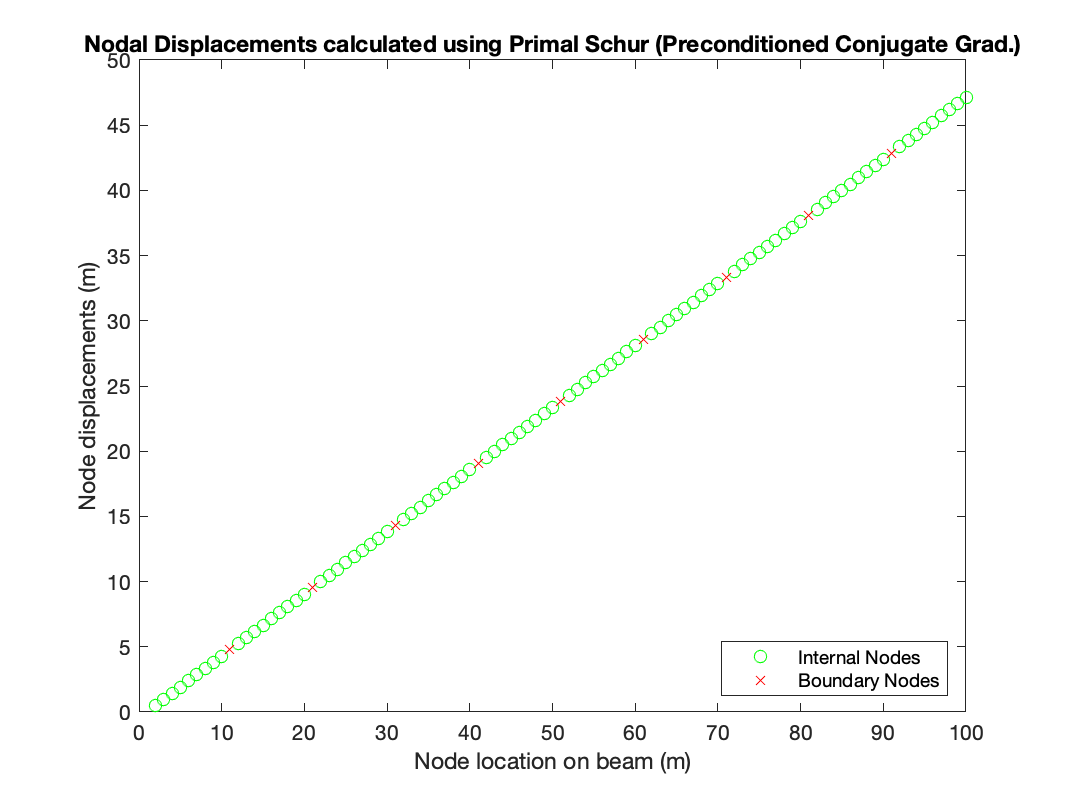 Nodal Displacements calculated using Primal Schur (Preconditioned Conjugate Grad.)
50
45
40
35
30
25
20
15
10
5
0
Node displacements (m)
Internal Nodes
Boundary Nodes
0 10 20 30 40 50 60 70 80 90 100
Node location on beam (m)